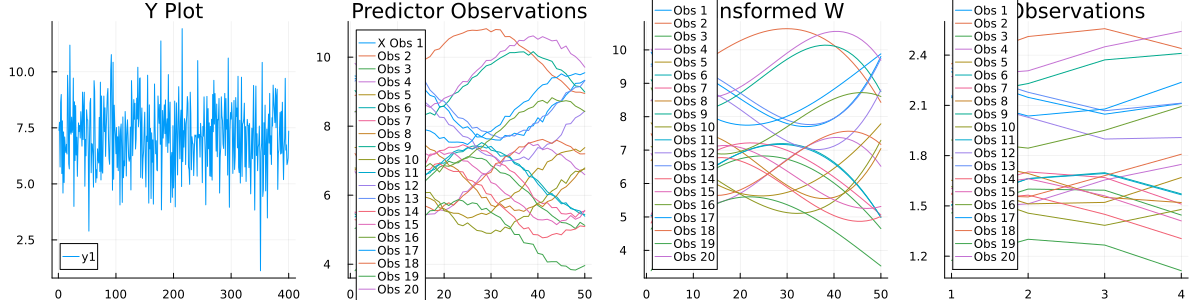 Y Plot
10.0
7.5
5.0
2.5
y1
0
100
200
300
400
Predictor Observations
10
8
6
4
X Obs 1
Obs 2
Obs 3
Obs 4
Obs 5
Obs 6
Obs 7
Obs 8
Obs 9
Obs 10
Obs 11
Obs 12
Obs 13
Obs 14
Obs 15
Obs 16
Obs 17
Obs 18
Obs 19
Obs 20
20
30
40
50
nsformed W
10
9
8
7
6
5
4
Obs 1
Obs 2
Obs 3
Obs 4
Obs 5
Obs 6
Obs 7
Obs 8
Obs 9
Obs 10
Obs 11
Obs 12
Obs 13
Obs 14
Obs 15
Obs 16
Obs 17
Obs 18
Obs 19
Obs 20
0
10
20
30
40
50
Observations
2.4
2.1
1.8
1.5
1.2
Obs 1
Obs 2
Obs 3
Obs 4
Obs 5
Obs 6
Obs 7
Obs 8
Obs 9
Obs 10
Obs 11
Obs 12
Obs 13
Obs 14
Obs 15
Obs 16
Obs 17
Obs 18
Obs 19
Obs 20
1
2
3
4